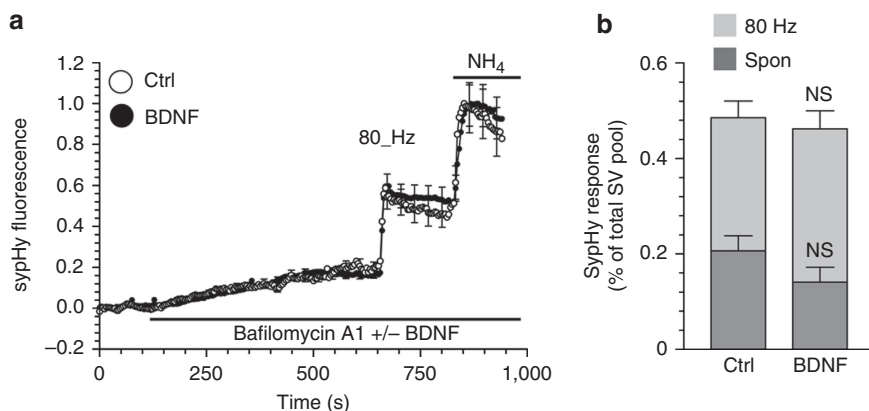 a
1.2
1.0
0.8
0.6
0.4
0.2
0.0
–0.2
sypHy fluorescence
Ctrl
BDNF
80_Hz
NH4
Bafilomycin A1 +/– BDNF
0
250
500
750
1,000
Time (s)
b
80 Hz
Spon
0.6
0.4
0.2
0
SypHy response
(% of total SV pool)
NS
NS
Ctrl
BDNF